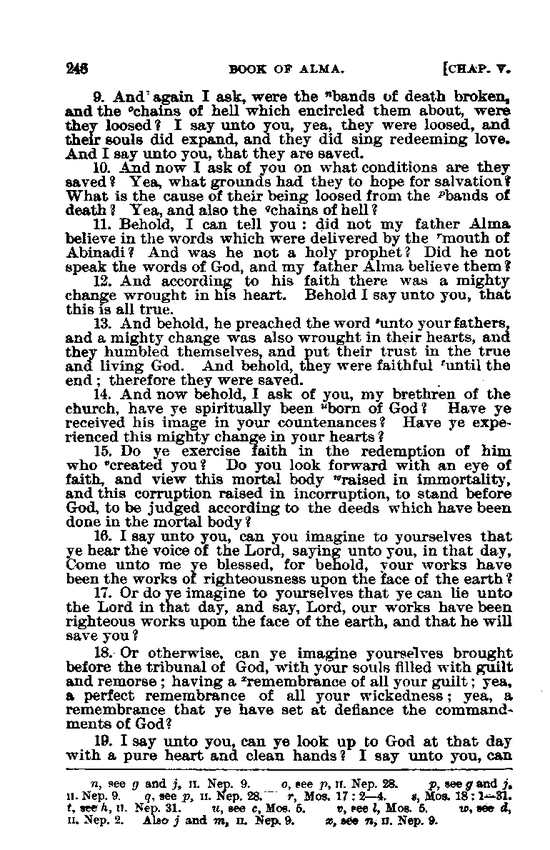 246 BOOK OF ALMA. [CHAP. V.
9. And again I ask, were the ⁿbands of death broken,
and the ᵒchains of hell which encircled them about, were
they loosed? I say unto you, yea, they were loosed, and
their souls did expand, and they did sing redeeming love.
And I say unto you, that they are saved.
10. And now I ask of you on what conditions are they
saved? Yea, what grounds had they to hope for salvation?
What is the cause of their being loosed from the ᵖbands of
death? Yea, and also the qchains of hell?
11. Behold, I can tell you: did not my father Alma
believe in the words which were delivered by the ʳmouth of
Abinadi? And was he not a holy prophet? Did he not
speak the words of God, and my father Alma believe them?
12. And according to his faith there was a mighty
change wrought in his heart. Behold I say unto you, that
this is all true.
13. And behold, he preached the word ˢunto your fathers,
and a mighty change was also wrought in their hearts, and
they humbled themselves, and put their trust in the true
and living God. And behold, they were faithful ᵗuntil the
end; therefore they were saved.
14. And now behold, I ask of you, my brethren of the
church, have ye spiritually been ᵘborn of God? Have ye
received his image in your countenances? Have ye expe-
rienced this mighty change in your hearts?
15. Do ye exercise faith in the redemption of him
who ᵛcreated you? Do you look forward with an eye of
faith, and view this mortal body ʷraised in immortality,
and this corruption raised in incorruption, to stand before
God, to be judged according to the deeds which have been
done in the mortal body?
16. I say unto you, can you imagine to yourselves that
ye hear the voice of the Lord, saying unto you, in that day,
Come unto me ye blessed, for behold, your works have
been the works of righteousness upon the face of the earth?
17. Or do ye imagine to yourselves that ye can lie unto
the Lord in that day, and say, Lord, our works have been
righteous works upon the face of the earth, and that he will
save you?
18. Or otherwise, can ye imagine yourselves brought
before the tribunal of God, with your souls filled with guilt
and remorse; having a ˣremembrance of all your guilt; yea,
a perfect remembrance of all your wickedness; yea, a
remembrance that ye have set at defiance the command-
ments of God?
19. I say unto you, can ye look up to God at that day
with a pure heart and clean hands? I say unto you, can
n, see g and j, II. Nep. 9. o, see p, II. Nep. 28. p, see g and j,
II. Nep. 9. q, see p, II. Nep. 28. r, Mos. 17:2—4. s, Mos. 18:1—31.
t, see h, II. Nep. 31. u, see c, Mos. 5. v, see l, Mos. 5. w, see d,
II. Nep. 2. Also j and m, II. Nep. 9. x, see n, II. Nep. 9.